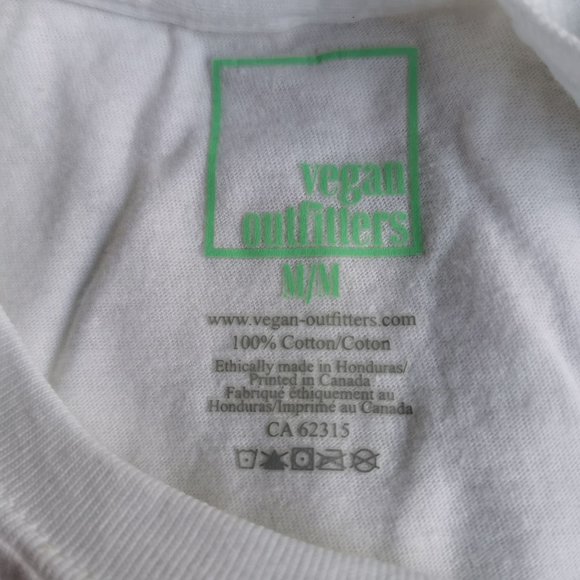 vegan
outfitters
M/M
www.vegan-outfitters.com
100% Cotton/Coton
Ethically made in Honduras/
Printed in Canada
Fabriqué éthiquement au
Honduras/Imprimé au Canada
CA 62315